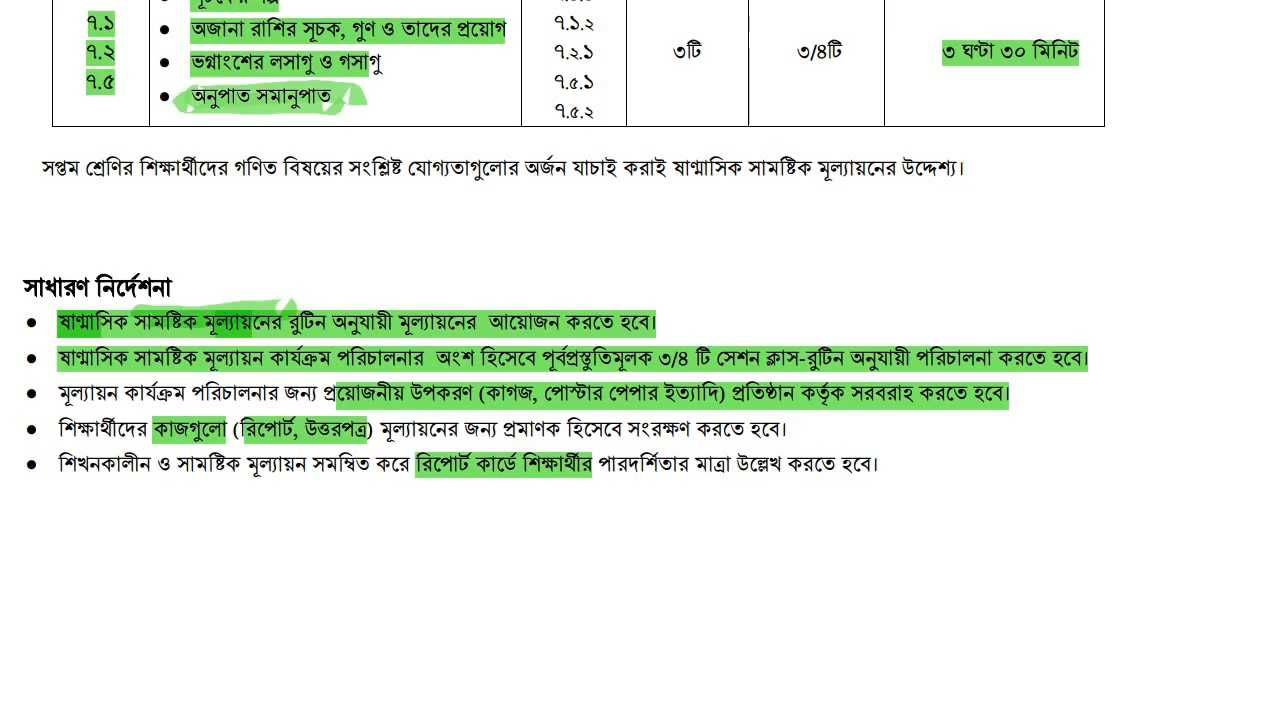 ৭.১
৭.২
৭.৫
● অজানা রাশির সূচক, গুণ ও তাদের প্রয়োগ
● ভগ্নাংশের লসাগু ও গসাগু
● অনুপাত সমানুপাত
৭.১.২
৭.২.১
৭.৫.১
৭.৫.২
৩টি
৩/৪টি
৩ ঘণ্টা ৩০ মিনিট
সপ্তম শ্রেণির শিক্ষার্থীদের গণিত বিষয়ের সংশ্লিষ্ট যোগ্যতাগুলোর অর্জন যাচাই করাই ষাণ্মাসিক সামষ্টিক মূল্যায়নের উদ্দেশ্য।
সাধারণ নির্দেশনা
● ষাণ্মাসিক সামষ্টিক মূল্যায়নের রুটিন অনুযায়ী মূল্যায়নের আয়োজন করতে হবে।
● ষাণ্মাসিক সামষ্টিক মূল্যায়ন কার্যক্রম পরিচালনার অংশ হিসেবে পূর্বপ্রস্তুতিমূলক ৩/৪ টি সেশন ক্লাস-রুটিন অনুযায়ী পরিচালনা করতে হবে।
● মূল্যায়ন কার্যক্রম পরিচালনার জন্য প্রয়োজনীয় উপকরণ (কাগজ, পোস্টার পেপার ইত্যাদি) প্রতিষ্ঠান কর্তৃক সরবরাহ করতে হবে।
● শিক্ষার্থীদের কাজগুলো (রিপোর্ট, উত্তরপত্র) মূল্যায়নের জন্য প্রমাণক হিসেবে সংরক্ষণ করতে হবে।
● শিখনকালীন ও সামষ্টিক মূল্যায়ন সমন্বিত করে রিপোর্ট কার্ডে শিক্ষার্থীর পারদর্শিতার মাত্রা উল্লেখ করতে হবে।